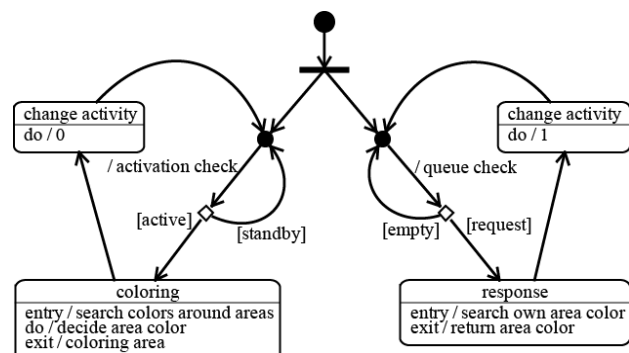 change activity
do / 0
change activity
do / 1
/ activation check
/ queue check
[active]
[standby]
[empty]
[request]
coloring
entry / search colors around areas
do / decide area color
exit / coloring area
response
entry / search own area color
exit / return area color